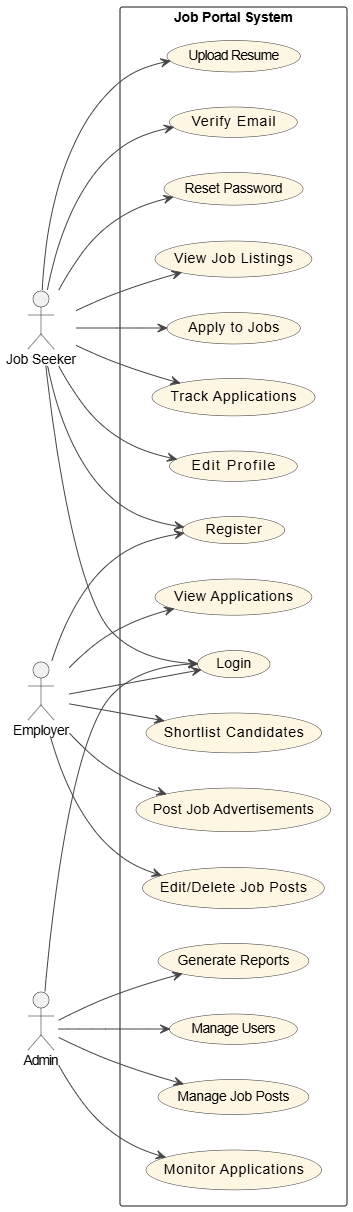 Job Portal System
Upload Resume
Verify Email
Reset Password
View Job Listings
Apply to Jobs
Job Seeker
Track Applications
Edit Profile
Register
View Applications
Login
Employer
Shortlist Candidates
Post Job Advertisements
Edit/Delete Job Posts
Generate Reports
Manage Users
Admin
Manage Job Posts
Monitor Applications